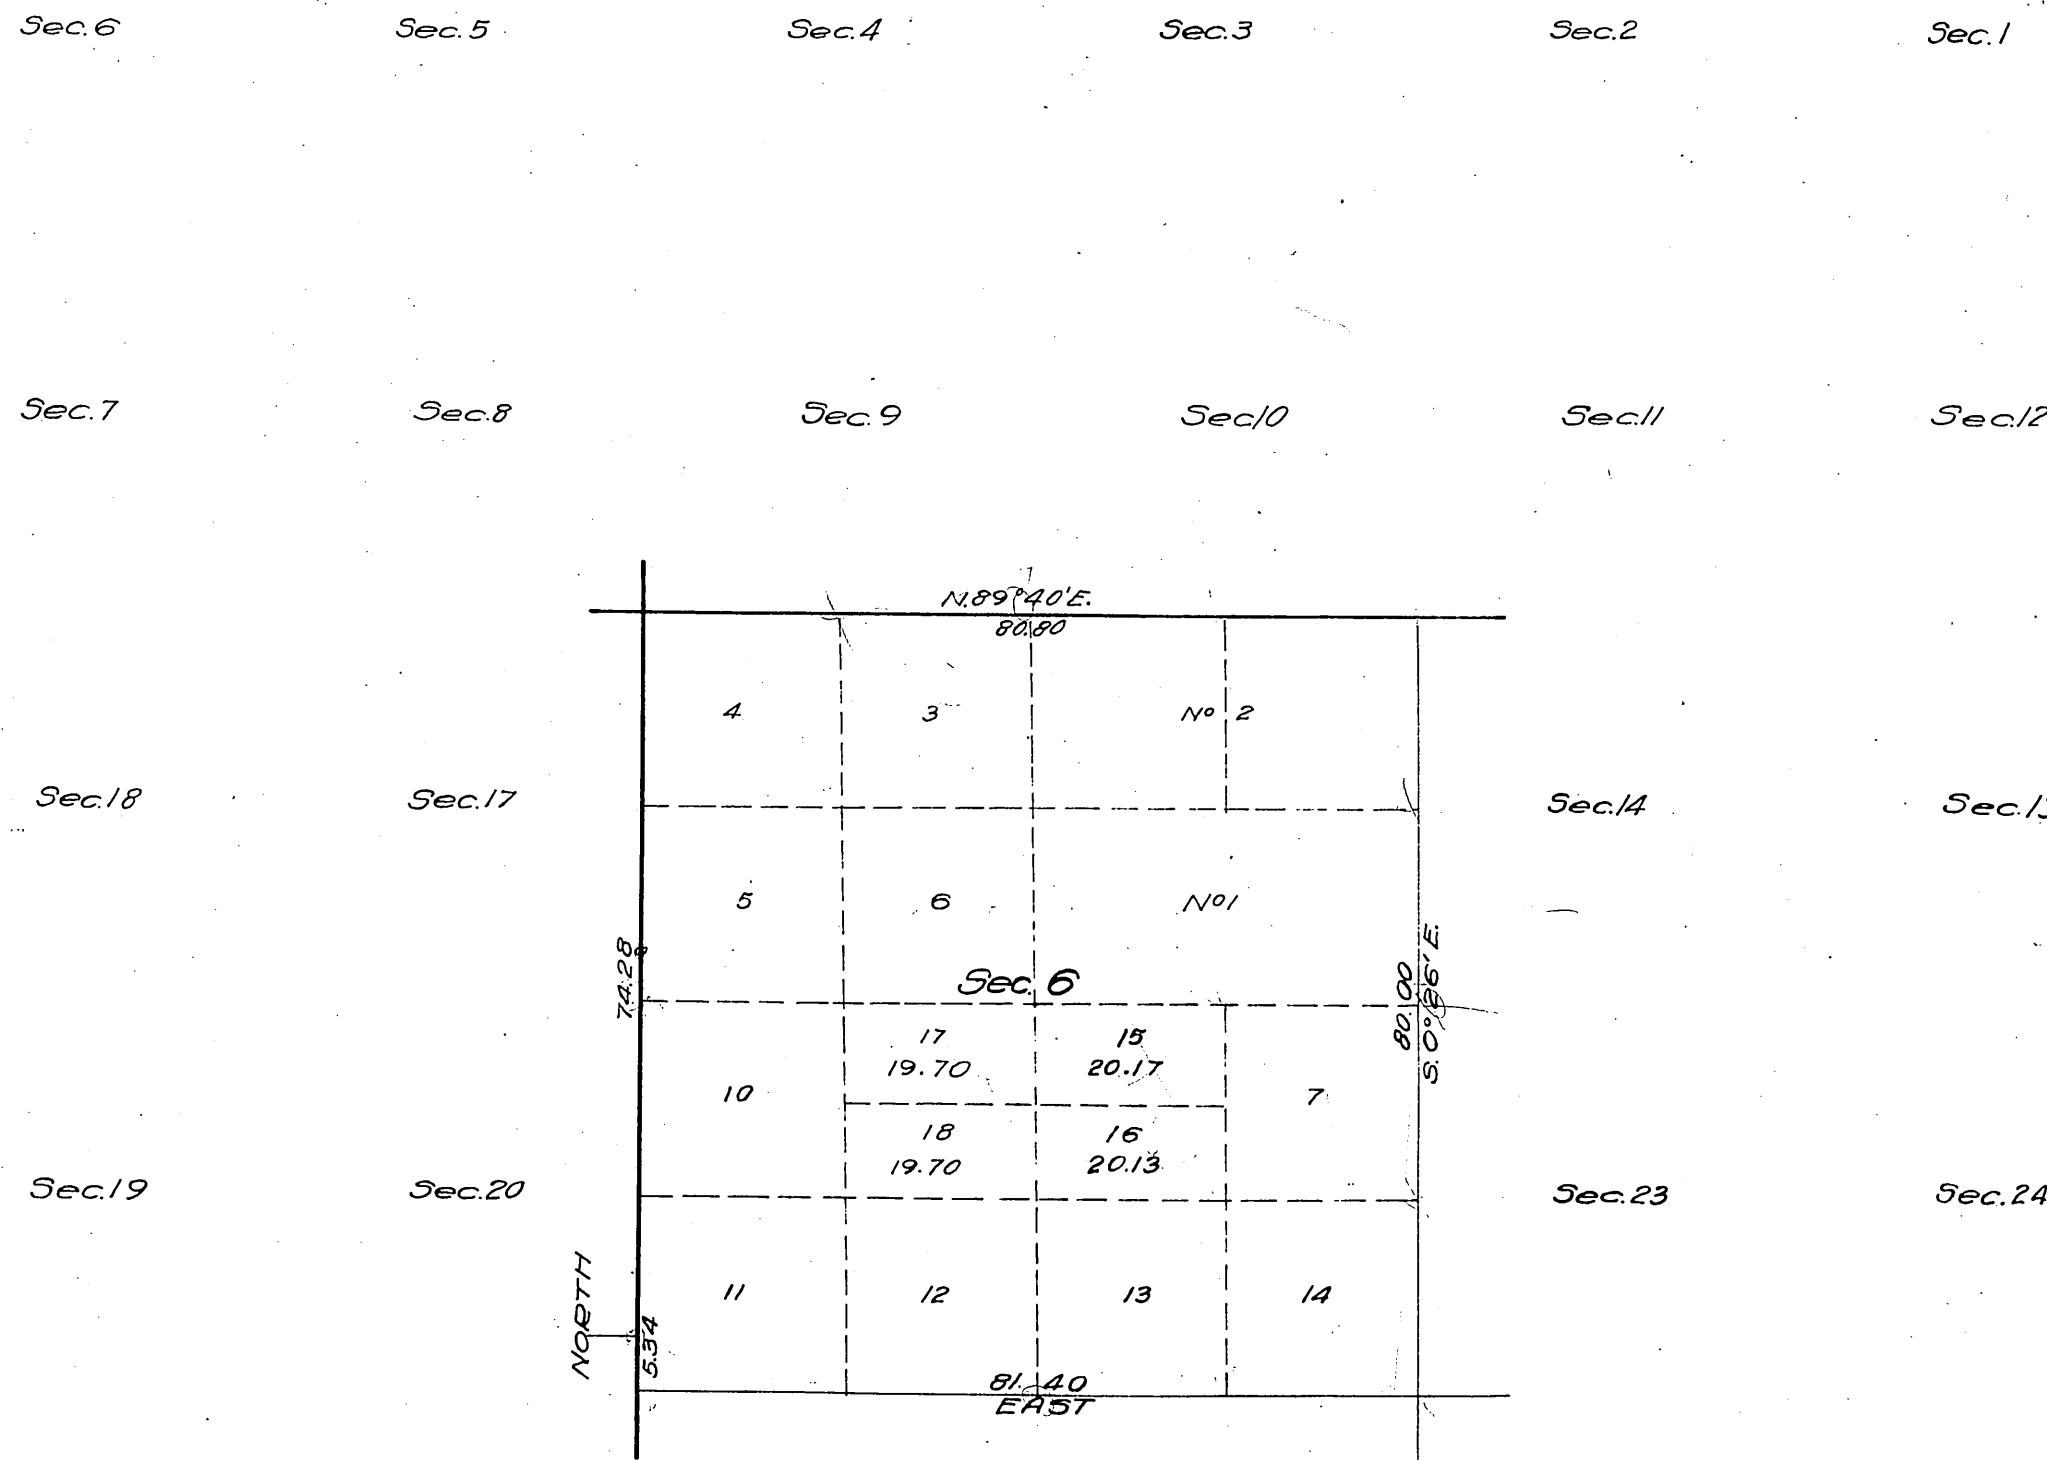 Sec. 6 Sec. 5 Sec. 4 Sec. 3 Sec. 2 Sec. 1
Sec. 7 Sec. 8 Sec. 9 Sec 10 Sec. 11 Sec. 12
N. 89° 40' E.
80.80
4 3 No 2
Sec. 18 Sec. 17 Sec. 14 Sec. 13
5 6 No 1
74.28
Sec. 6
80.00
S. 0° 26' E.
17 15
19.70 20.17
10 7
18 16
19.70 20.13
Sec. 19 Sec. 20 Sec. 23 Sec. 24
NORTH
11 12 13 14
5.34
81.40
EAST